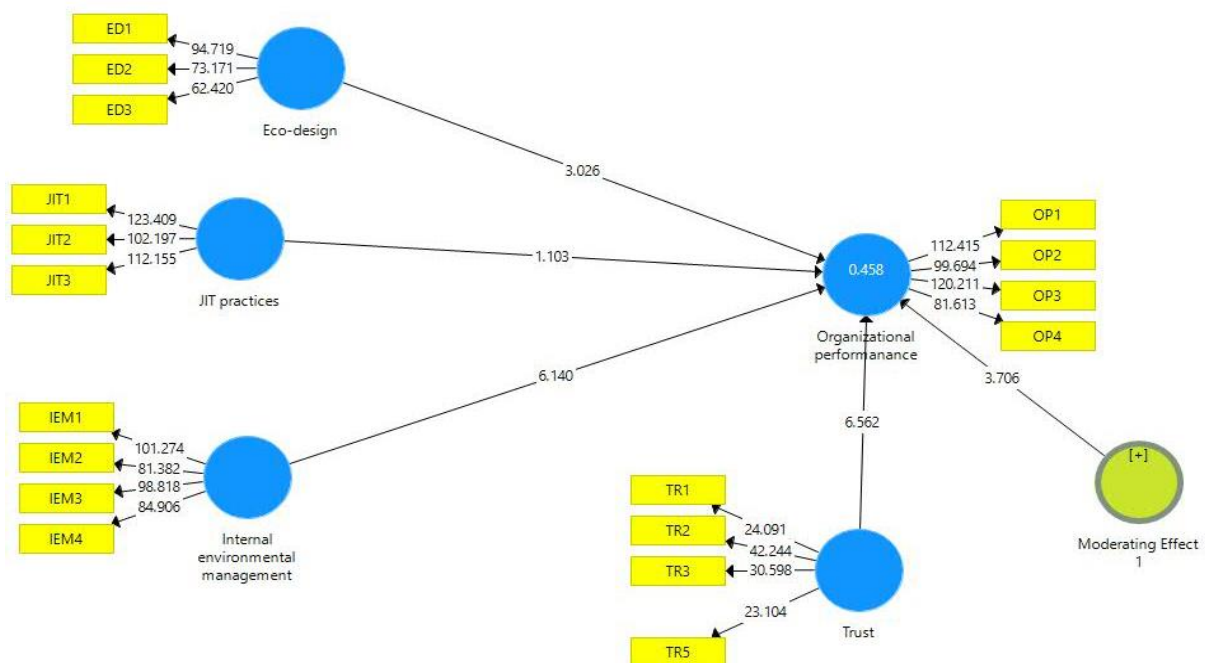 ED1
94.719
ED2
73.171
62.420
ED3
Eco-design
3.026
JIT1
123.409
JIT2
102.197
112.155
JIT3
JIT practices
1.103
0.458
Organizational
performanance
OP1
112.415
OP2
99.694
120.211
OP3
81.613
OP4
6.140
3.706
6.562
IEM1
101.274
IEM2
81.382
98.818
IEM3
84.906
IEM4
Internal
environmental
management
TR1
24.091
TR2
42.244
30.598
TR3
23.104
TR5
Trust
[+]
Moderating Effect
1